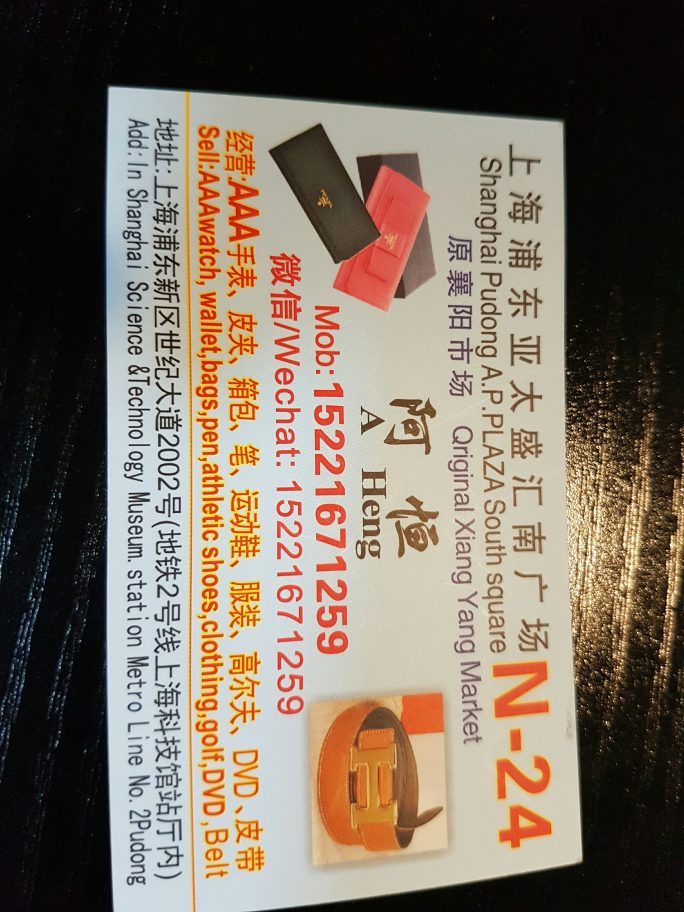 上海浦东亚太盛汇南广场 N-24
Shanghai Pudong A.P.PLAZA South square
原襄阳市场 Qriginal Xiang Yang Market
阿恒
A Heng
Mob:15221671259
微信/Wechat: 15221671259
经营:AAA手表、皮夹、箱包、笔、运动鞋、服装、高尔夫、DVD、皮带
Sell:AAAwatch, wallet,bags,pen,athletic shoes,clothing,golf,DVD,Belt
地址:上海浦东新区世纪大道2002号(地铁2号线上海科技馆站厅内)
Add:In Shanghai Science &Technology Museum.station Metro Line No.2Pudong